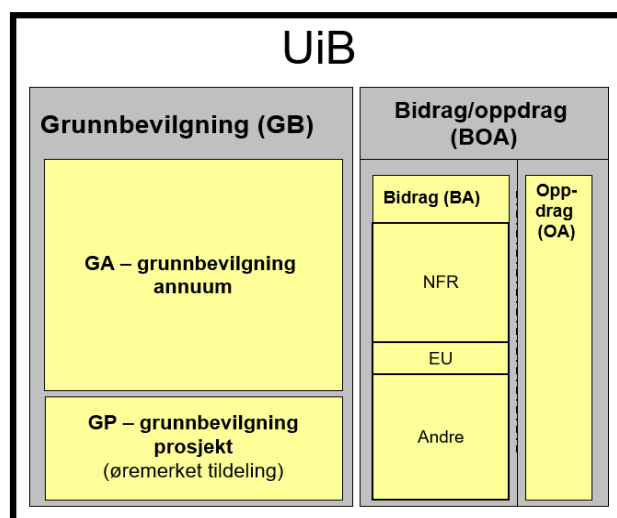 UiB
Grunnbevilgning (GB)
GA – grunnbevilgning
annuum
GP – grunnbevilgning
prosjekt
(øremerket tildeling)
Bidrag/oppdrag
(BOA)
Bidrag (BA)
NFR
EU
Andre
Opp-
drag
(OA)